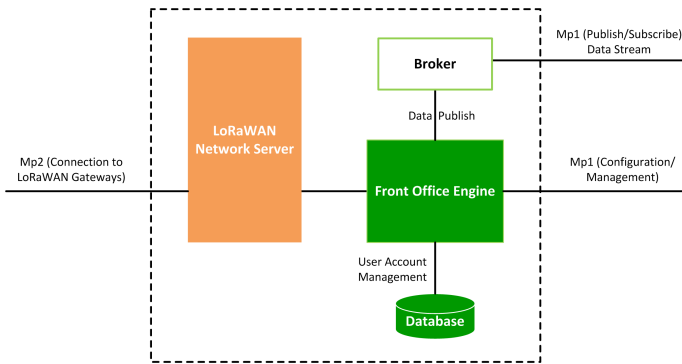 Mp1 (Publish/Subscribe)
Data Stream
Broker
Data Publish
LoRaWAN
Network Server
Mp2 (Connection to
LoRaWAN Gateways)
Front Office Engine
Mp1 (Configuration/
Management)
User Account
Management
Database